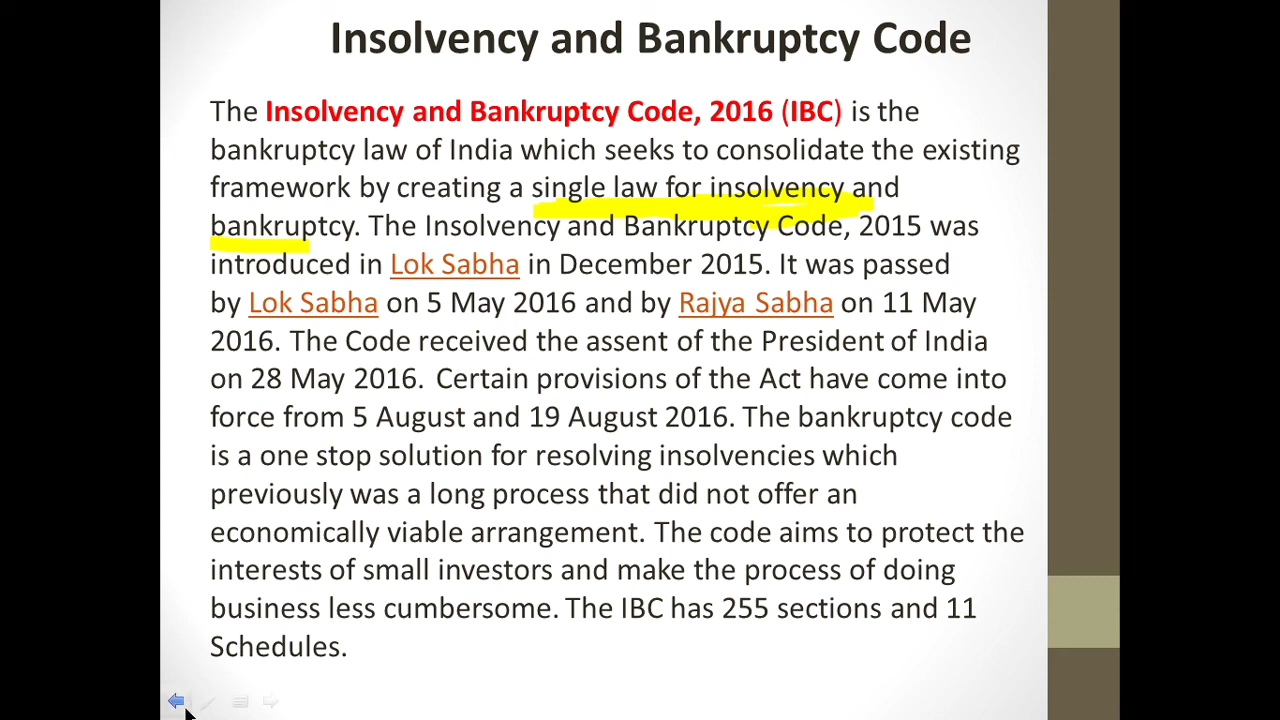 Insolvency and Bankruptcy Code
The Insolvency and Bankruptcy Code, 2016 (IBC) is the
bankruptcy law of India which seeks to consolidate the existing
framework by creating a single law for insolvency and
bankruptcy. The Insolvency and Bankruptcy Code, 2015 was
introduced in Lok Sabha in December 2015. It was passed
by Lok Sabha on 5 May 2016 and by Rajya Sabha on 11 May
2016. The Code received the assent of the President of India
on 28 May 2016. Certain provisions of the Act have come into
force from 5 August and 19 August 2016. The bankruptcy code
is a one stop solution for resolving insolvencies which
previously was a long process that did not offer an
economically viable arrangement. The code aims to protect the
interests of small investors and make the process of doing
business less cumbersome. The IBC has 255 sections and 11
Schedules.